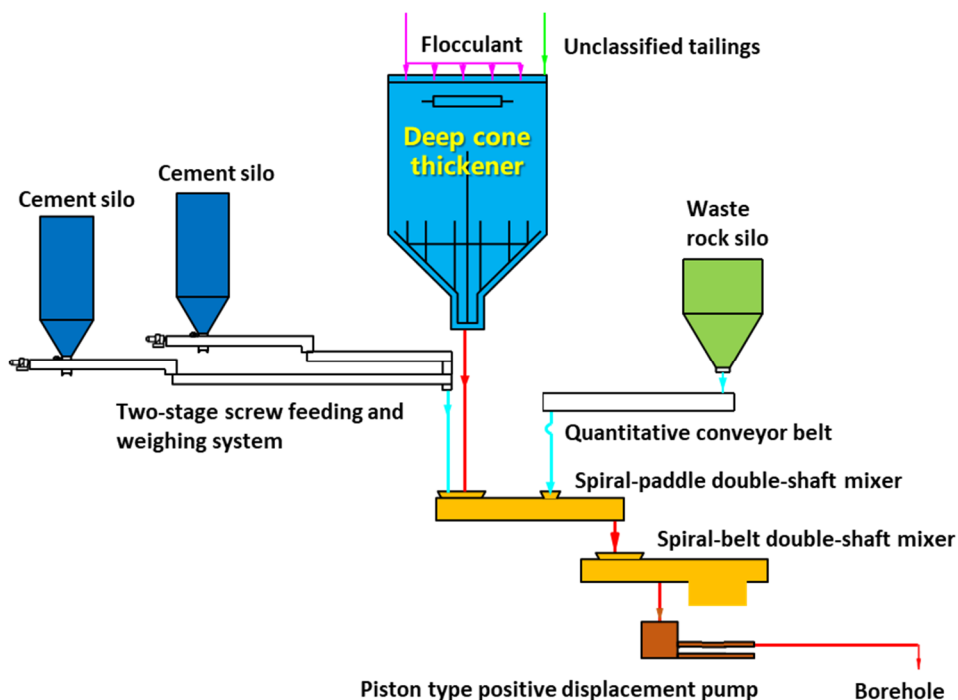 Flocculant
Unclassified tailings
Deep cone
thickener
Cement silo
Cement silo
Waste
rock silo
Two-stage screw feeding and
weighing system
Quantitative conveyor belt
Spiral-paddle double-shaft mixer
Spiral-belt double-shaft mixer
Piston type positive displacement pump
Borehole